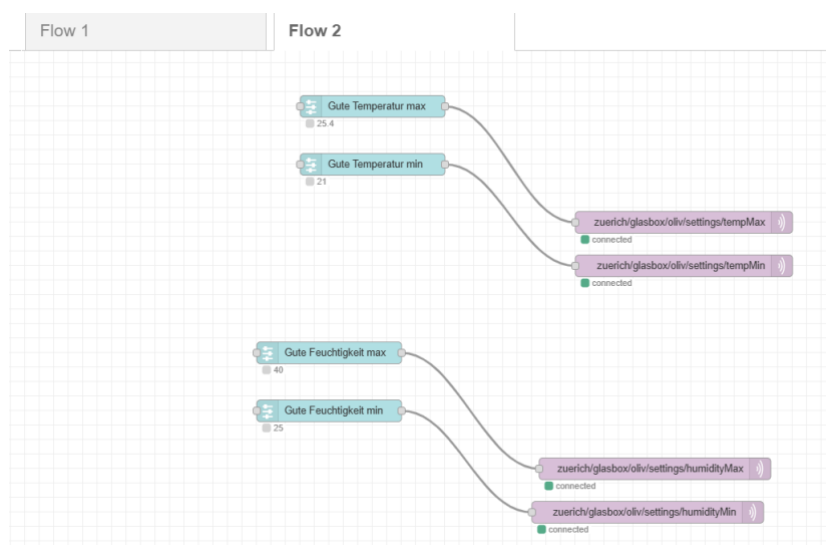 Flow 1
Flow 2
Gute Temperatur max
25.4
Gute Temperatur min
21
zuerich/glasbox/oliv/settings/tempMax
connected
zuerich/glasbox/oliv/settings/tempMin
connected
Gute Feuchtigkeit max
40
Gute Feuchtigkeit min
25
zuerich/glasbox/oliv/settings/humidityMax
connected
zuerich/glasbox/oliv/settings/humidityMin
connected